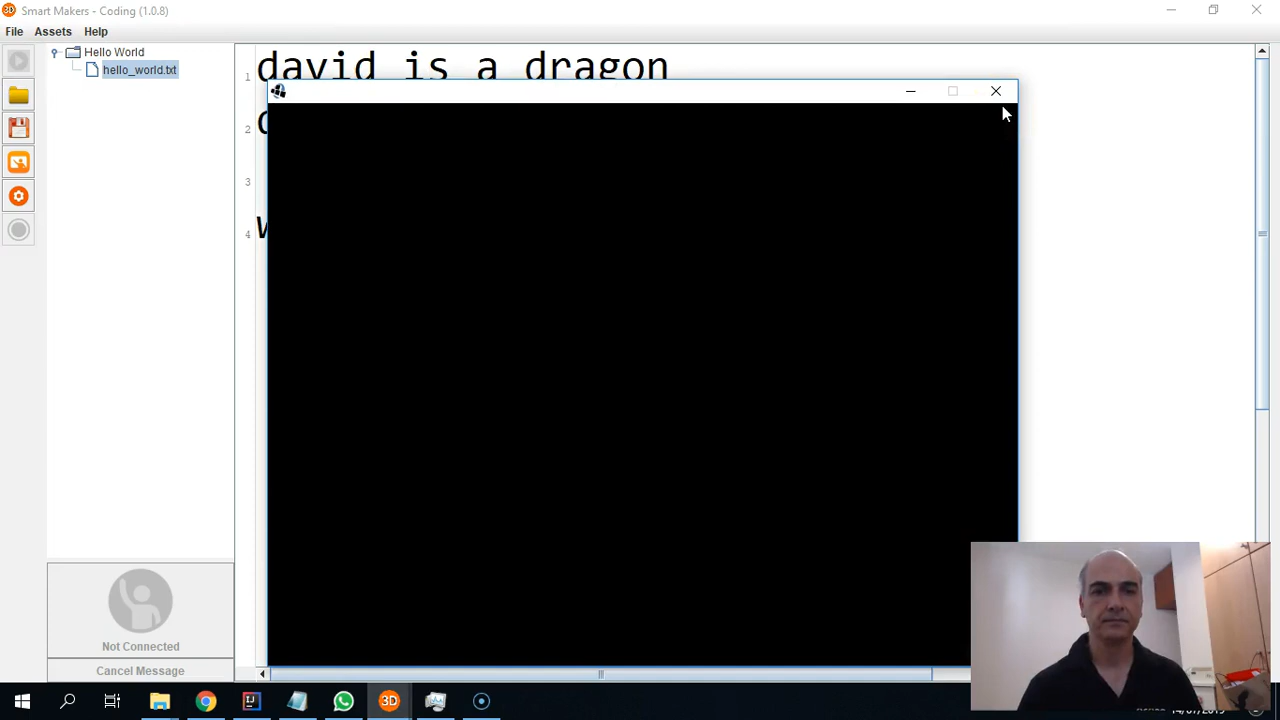 Smart Makers - Coding (1.0.8)
File Assets Help
Hello World
hello_world.txt
1 david is a dragon
2
3
4
Not Connected
Cancel Message
3D